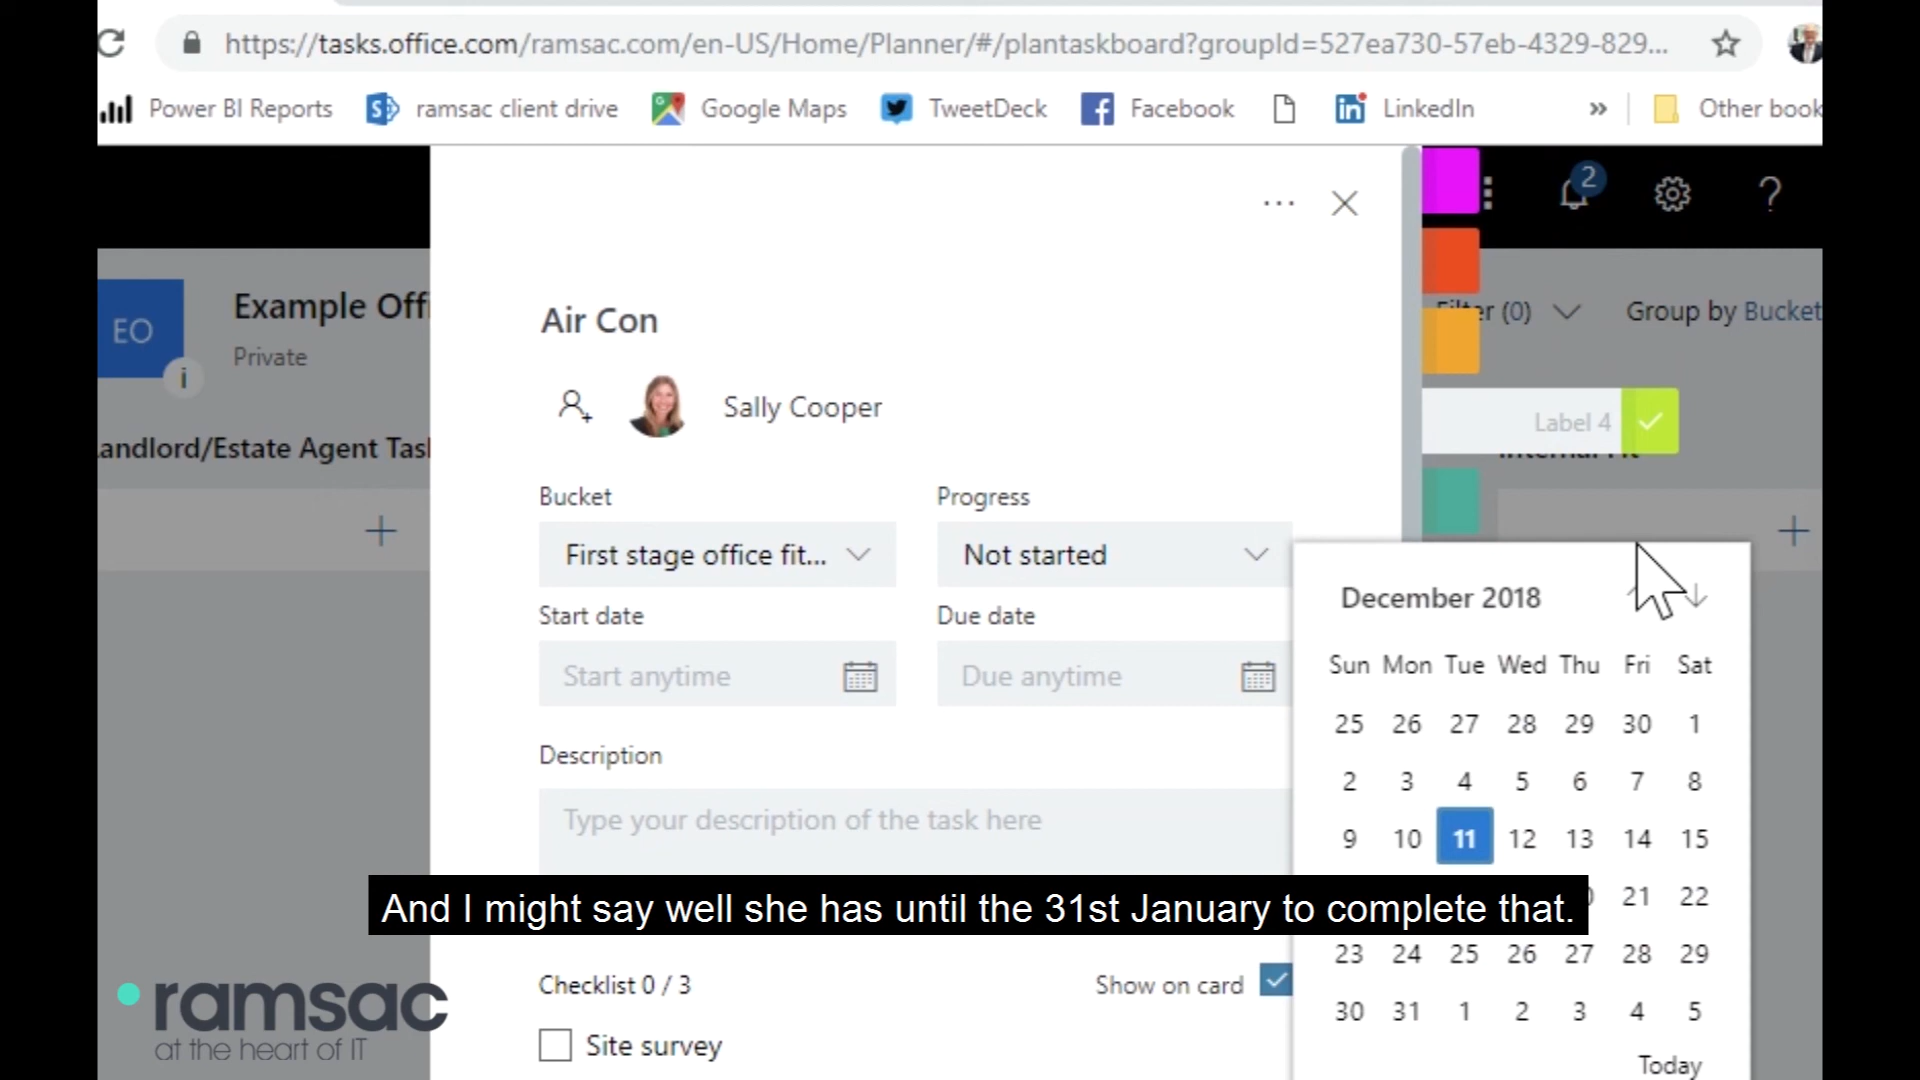 https://tasks.office.com/ramsac.com/en-US/Home/Planner/#/plantaskboard?groupId=527ea730-57eb-4329-829...
Power BI Reports ramsac client drive Google Maps TweetDeck Facebook LinkedIn » Other book
2
EO
Example Offi
Private
Filter (0)
Group by Bucket
Air Con
Sally Cooper
Label 4
andlord/Estate Agent Tas
Bucket
Progress
First stage office fit...
Not started
Start date
Due date
Start anytime
Due anytime
December 2018
Sun Mon Tue Wed Thu Fri Sat
25 26 27 28 29 30 1
2 3 4 5 6 7 8
9 10 11 12 13 14 15
21 22
23 24 25 26 27 28 29
30 31 1 2 3 4 5
Today
Description
Type your description of the task here
And I might say well she has until the 31st January to complete that.
Checklist 0 / 3
Show on card
Site survey
ramsac
at the heart of IT